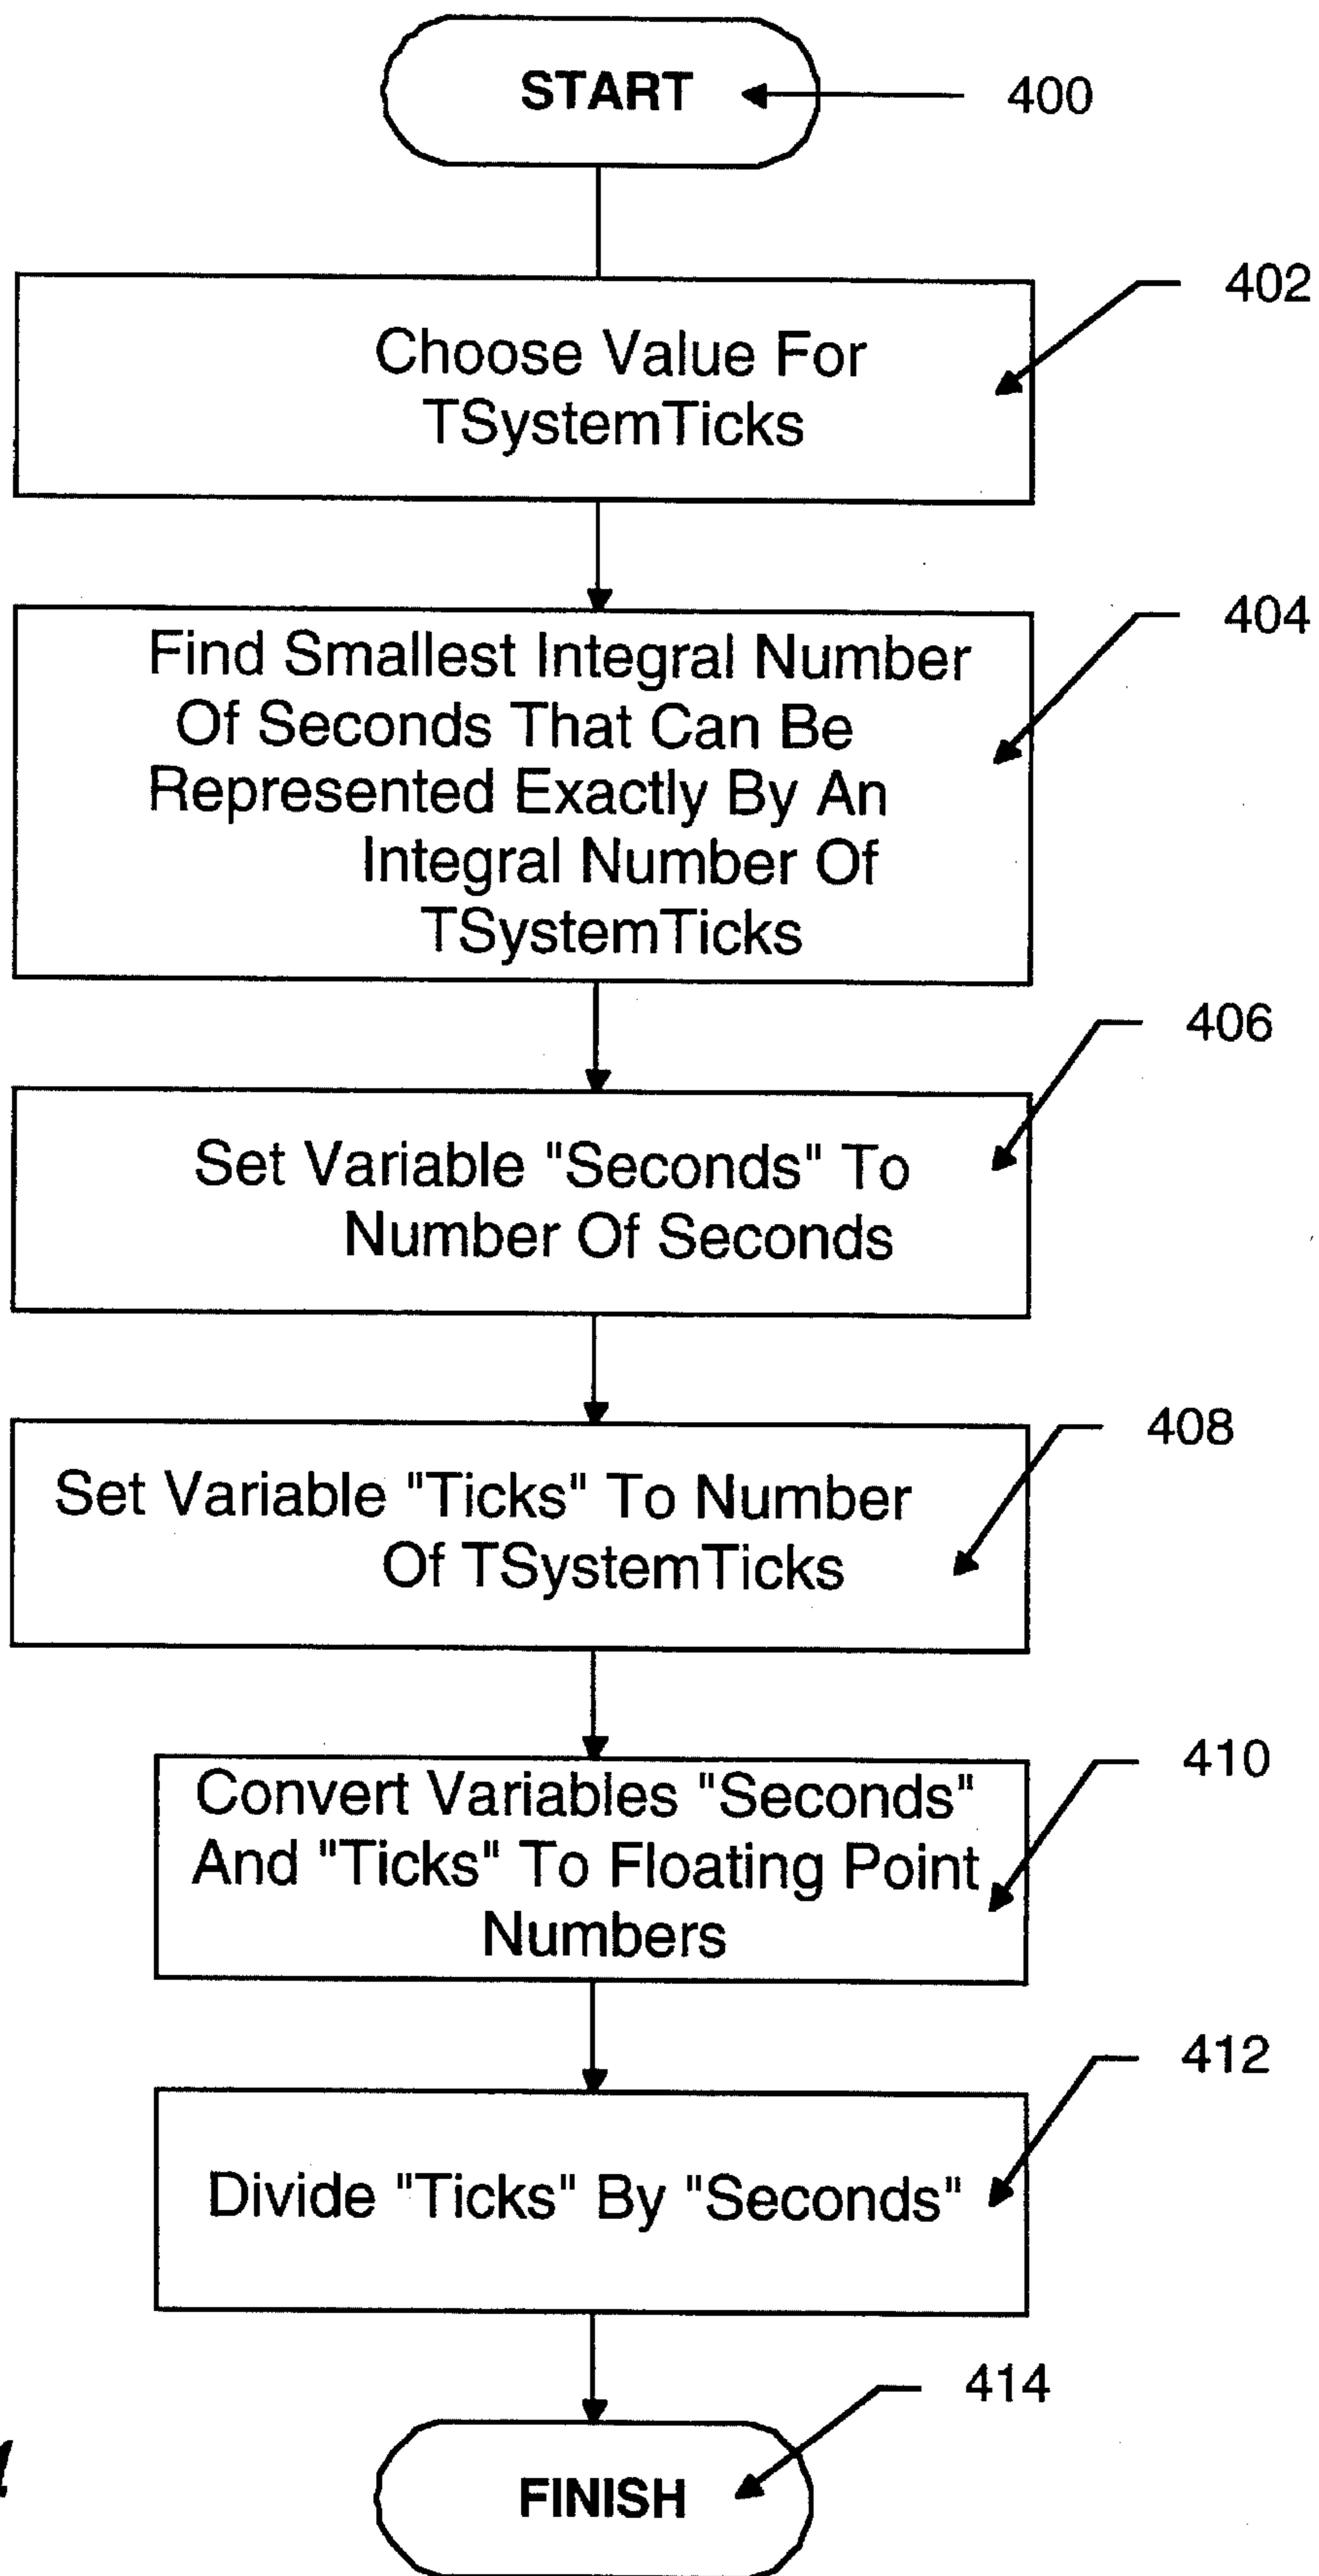 START
400
Choose Value For
TSystemTicks
402
Find Smallest Integral Number
Of Seconds That Can Be
Represented Exactly By An
Integral Number Of
TSystemTicks
404
Set Variable "Seconds" To
Number Of Seconds
406
Set Variable "Ticks" To Number
Of TSystemTicks
408
Convert Variables "Seconds"
And "Ticks" To Floating Point
Numbers
410
Divide "Ticks" By "Seconds"
412
FINISH
414